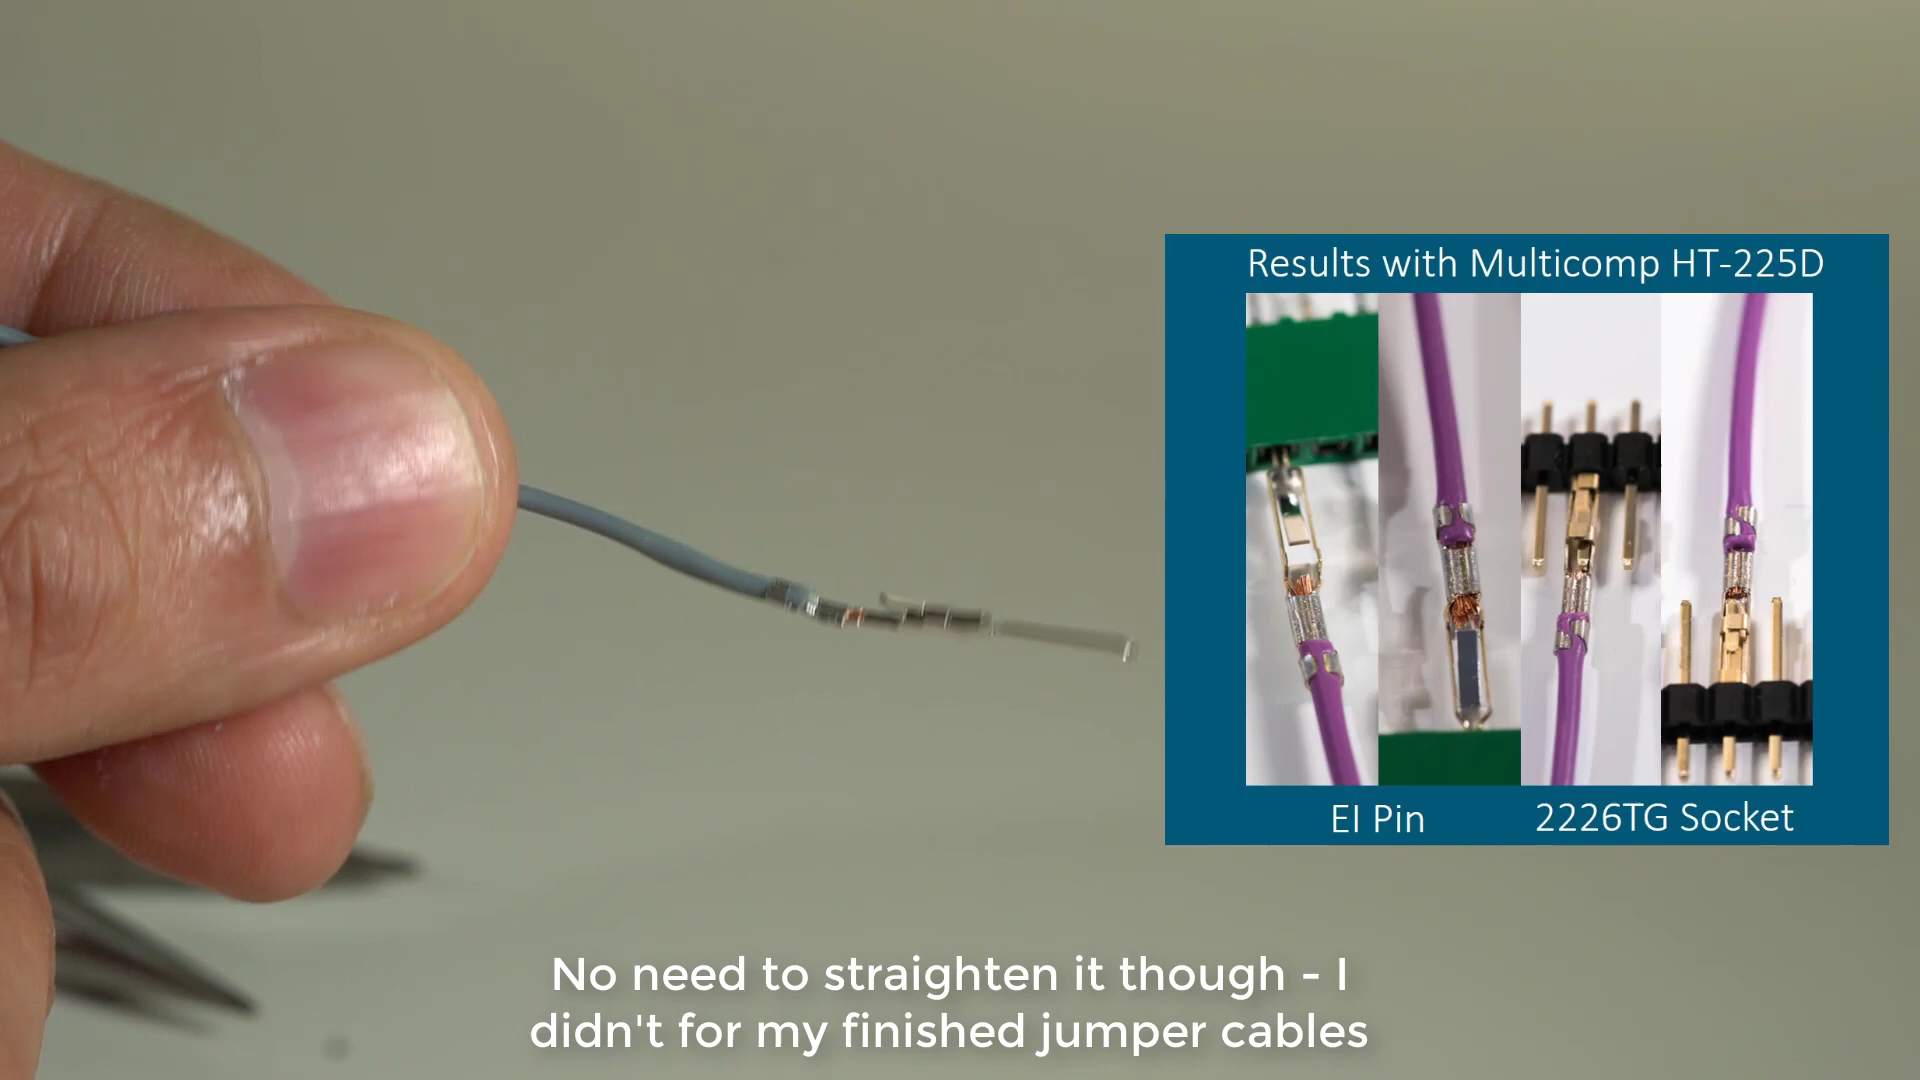 Results with Multicomp HT-225D
EI Pin
2226TG Socket
No need to straighten it though - I
didn't for my finished jumper cables